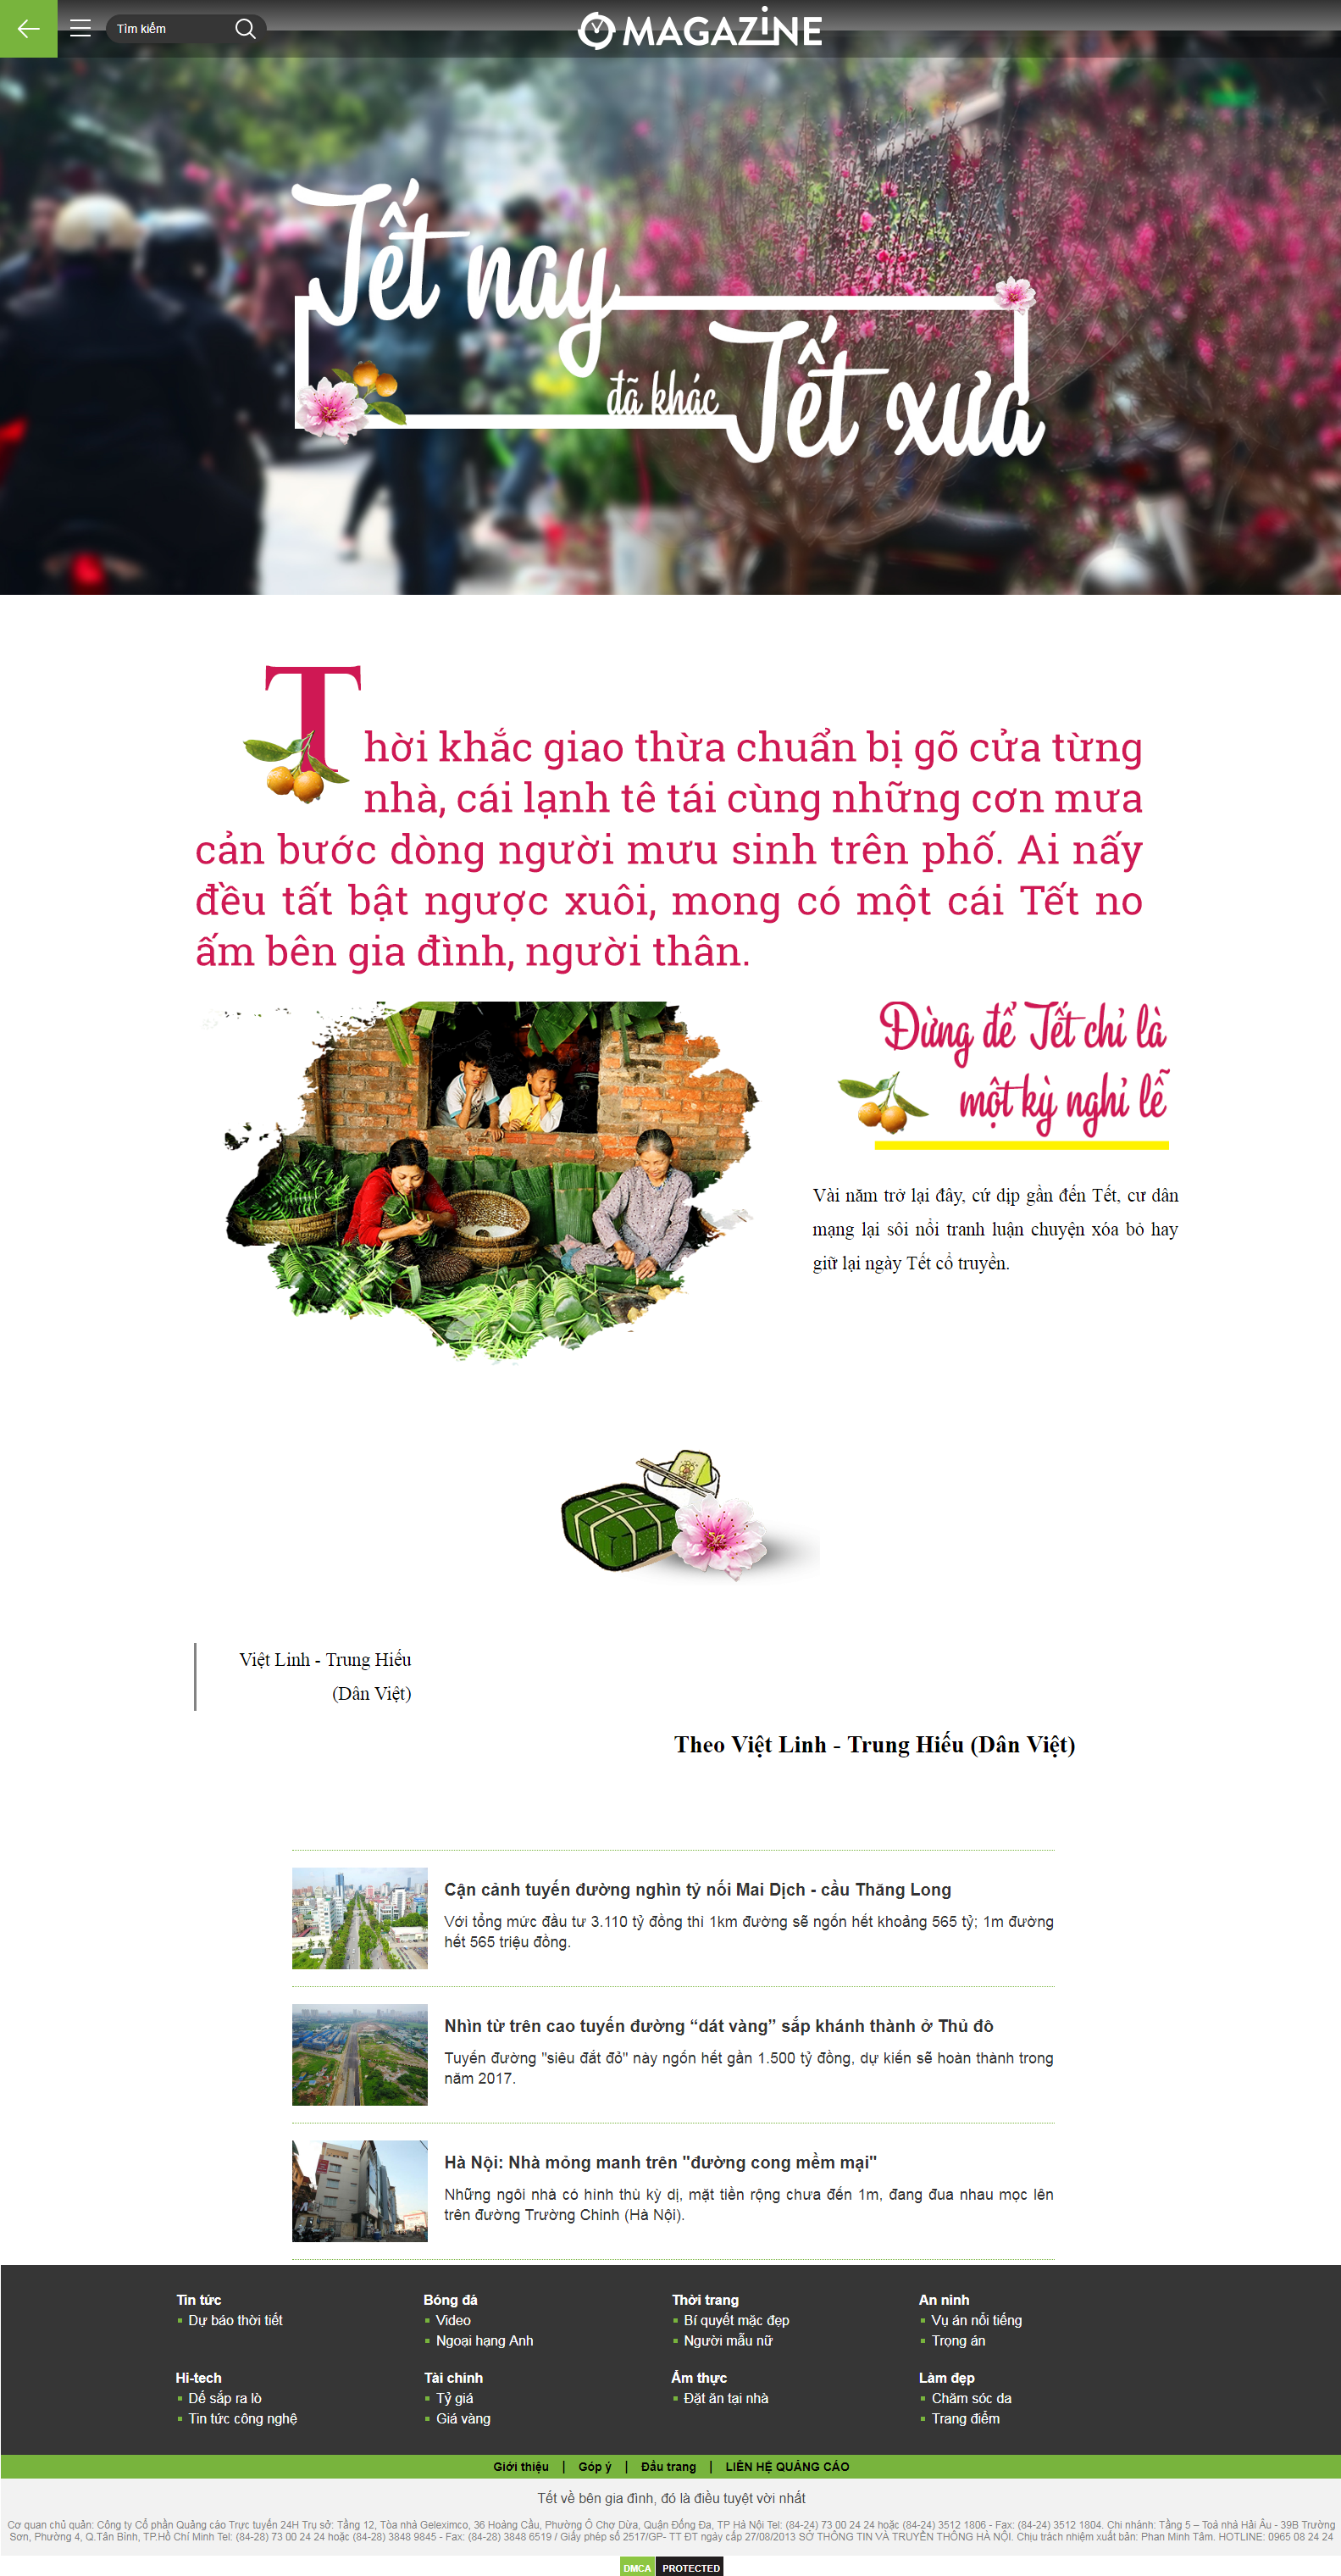 Tìm kiếm
MAGAZINE
Tết nay
đã khác Tết xưa
Thời khắc giao thừa chuẩn bị gõ cửa từng
nhà, cái lạnh tê tái cùng những cơn mưa
cản bước dòng người mưu sinh trên phố. Ai nấy
đều tất bật ngược xuôi, mong có một cái Tết no
ấm bên gia đình, người thân.
Đừng để Tết chỉ là
một kỳ nghỉ lễ
Vài năm trở lại đây, cứ dịp gần đến Tết, cư dân
mạng lại sôi nổi tranh luận chuyện xóa bỏ hay
giữ lại ngày Tết cổ truyền.
Việt Linh - Trung Hiếu
(Dân Việt)
Theo Việt Linh - Trung Hiếu (Dân Việt)
Cận cảnh tuyến đường nghìn tỷ nối Mai Dịch - cầu Thăng Long
Với tổng mức đầu tư 3.110 tỷ đồng thì 1km đường sẽ ngốn hết khoảng 565 tỷ; 1m đường
hết 565 triệu đồng.
Nhìn từ trên cao tuyến đường “dát vàng” sắp khánh thành ở Thủ đô
Tuyến đường "siêu đắt đỏ" này ngốn hết gần 1.500 tỷ đồng, dự kiến sẽ hoàn thành trong
năm 2017.
Hà Nội: Nhà mỏng manh trên "đường cong mềm mại"
Những ngôi nhà có hình thù kỳ dị, mặt tiền rộng chưa đến 1m, đang đua nhau mọc lên
trên đường Trường Chinh (Hà Nội).
Tin tức
Dự báo thời tiết
Bóng đá
Video
Ngoại hạng Anh
Thời trang
Bí quyết mặc đẹp
Người mẫu nữ
An ninh
Vụ án nổi tiếng
Trọng án
Hi-tech
Dế sắp ra lò
Tin tức công nghệ
Tài chính
Tỷ giá
Giá vàng
Ẩm thực
Đặt ăn tại nhà
Làm đẹp
Chăm sóc da
Trang điểm
Giới thiệu | Góp ý | Đầu trang | LIÊN HỆ QUẢNG CÁO
Tết về bên gia đình, đó là điều tuyệt vời nhất
Cơ quan chủ quản: Công ty Cổ phần Quảng cáo Trực tuyến 24H Trụ sở: Tầng 12, Tòa nhà Geleximco, 36 Hoàng Cầu, Phường Ô Chợ Dừa, Quận Đống Đa, TP Hà Nội Tel: (84-24) 73 00 24 24 hoặc (84-24) 3512 1806 - Fax: (84-24) 3512 1804. Chi nhánh: Tầng 5 – Toà nhà Hải Âu - 39B Trường
Sơn, Phường 4, Q.Tân Bình, TP.Hồ Chí Minh Tel: (84-28) 73 00 24 24 hoặc (84-28) 3848 9845 - Fax: (84-28) 3848 6519 / Giấy phép số 2517/GP- TT ĐT ngày cấp 27/08/2013 SỞ THÔNG TIN VÀ TRUYỀN THÔNG HÀ NỘI. Chịu trách nhiệm xuất bản: Phan Minh Tâm. HOTLINE: 0965 08 24 24
DMCA PROTECTED